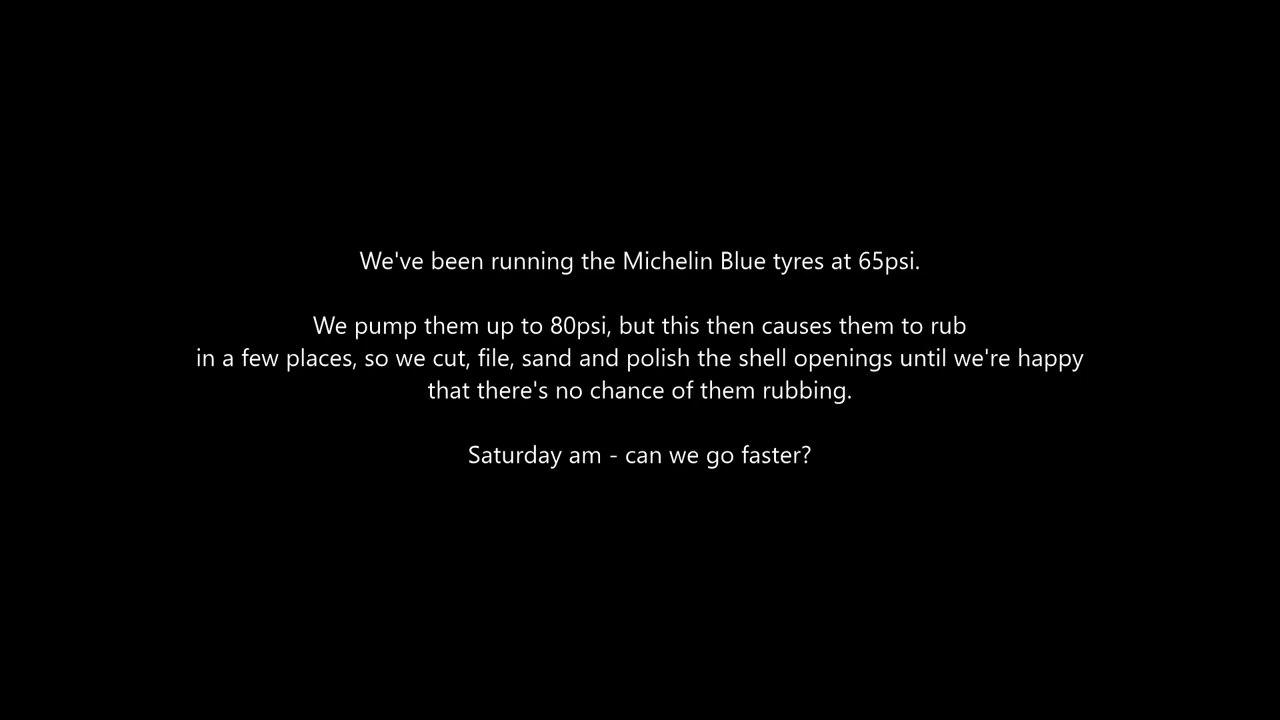 We've been running the Michelin Blue tyres at 65psi.
We pump them up to 80psi, but this then causes them to rub
in a few places, so we cut, file, sand and polish the shell openings until we're happy
that there's no chance of them rubbing.
Saturday am - can we go faster?